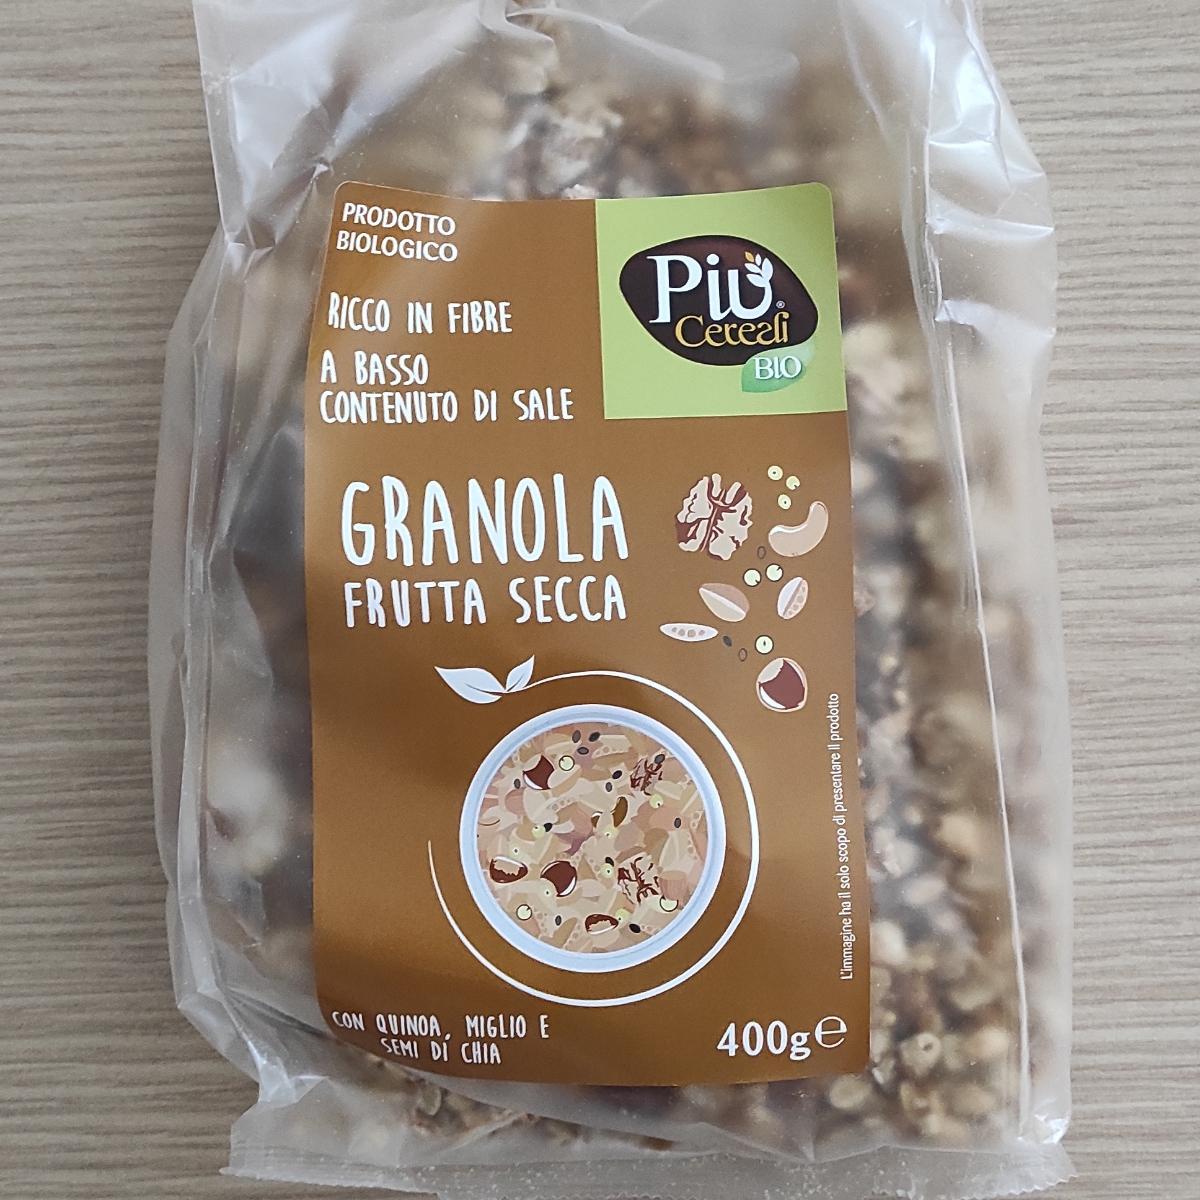 PRODOTTO
BIOLOGICO
RICCO IN FIBRE
A BASSO
CONTENUTO DI SALE
Più®
Cereali
BIO
GRANOLA
FRUTTA SECCA
L'immagine ha il solo scopo di presentare il prodotto
CON QUINOA, MIGLIO E
SEMI DI CHIA
400g℮